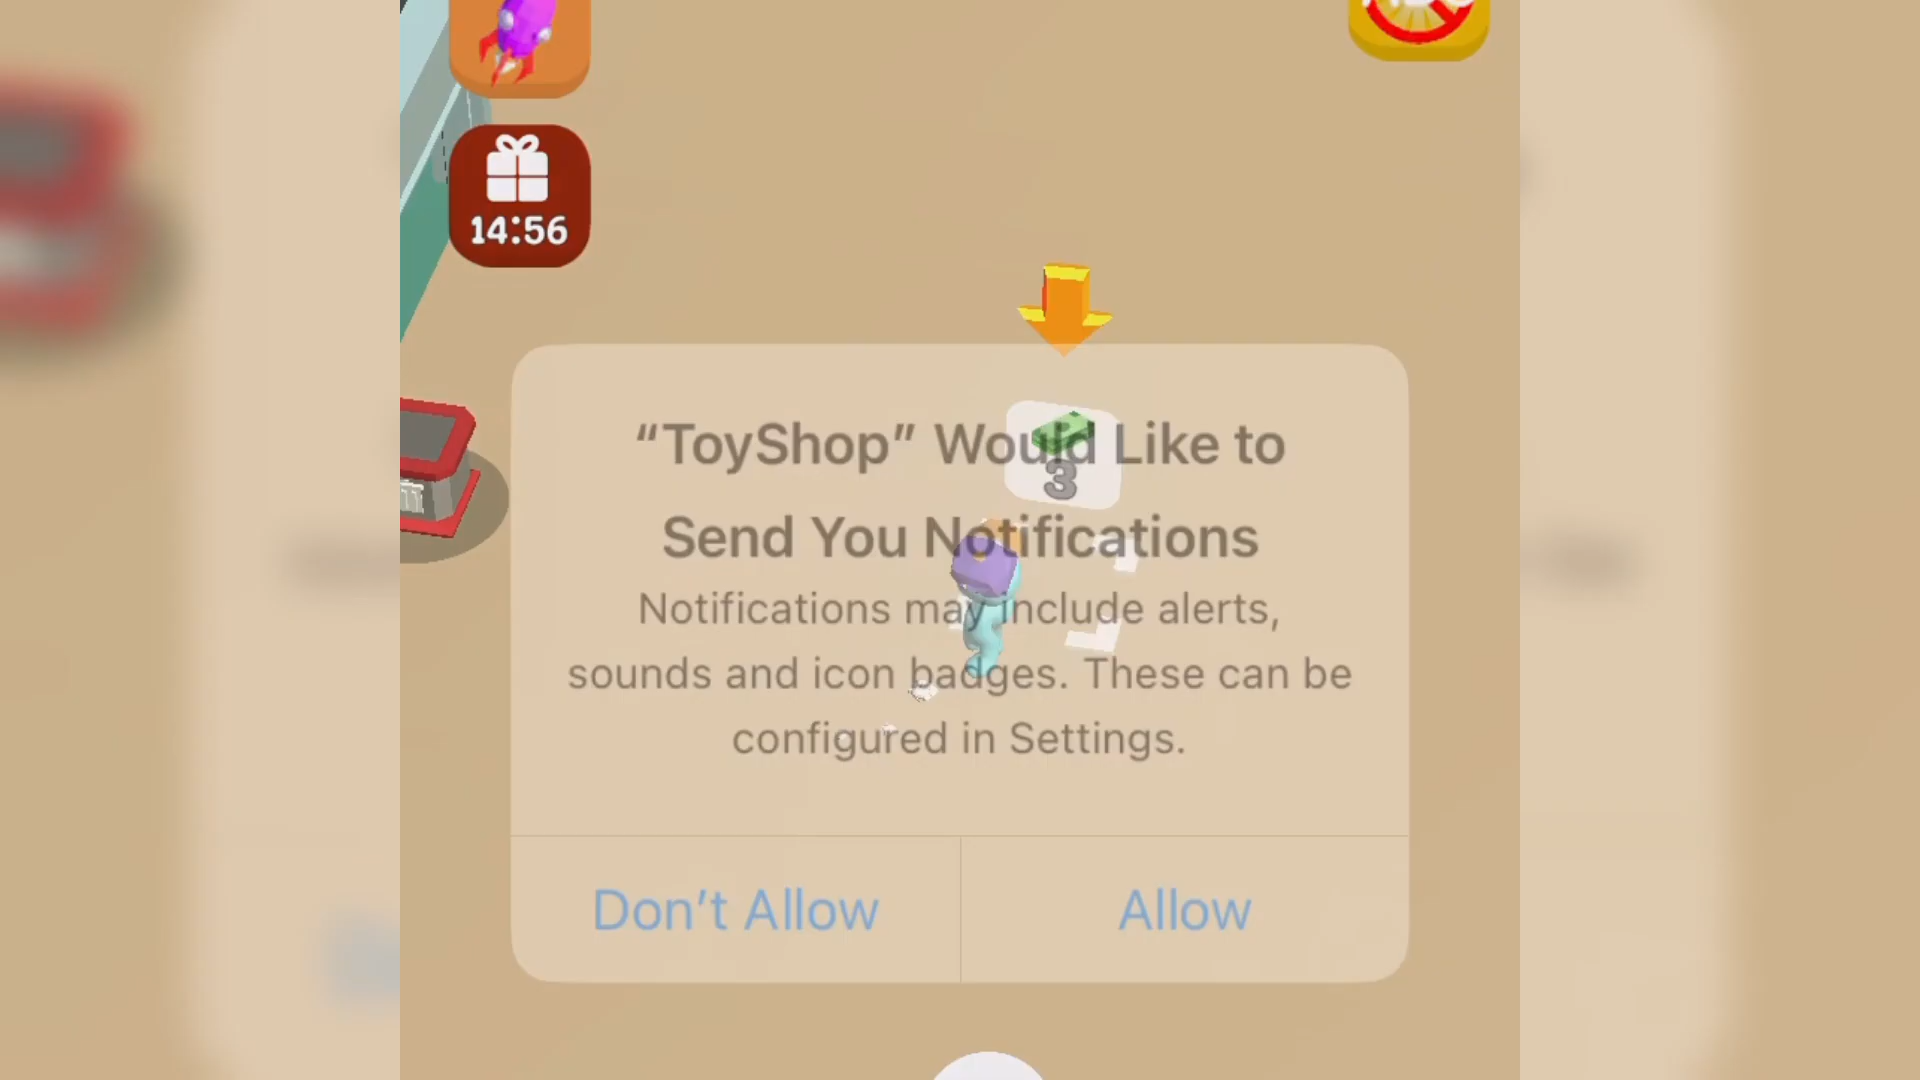 14:56
“ToyShop” Would Like to
3
Send You Notifications
Notifications may include alerts,
sounds and icon badges. These can be
configured in Settings.
Don’t Allow
Allow